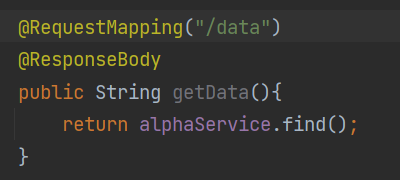 @RequestMapping("/data")
@ResponseBody
public String getData(){
    return alphaService.find();
}